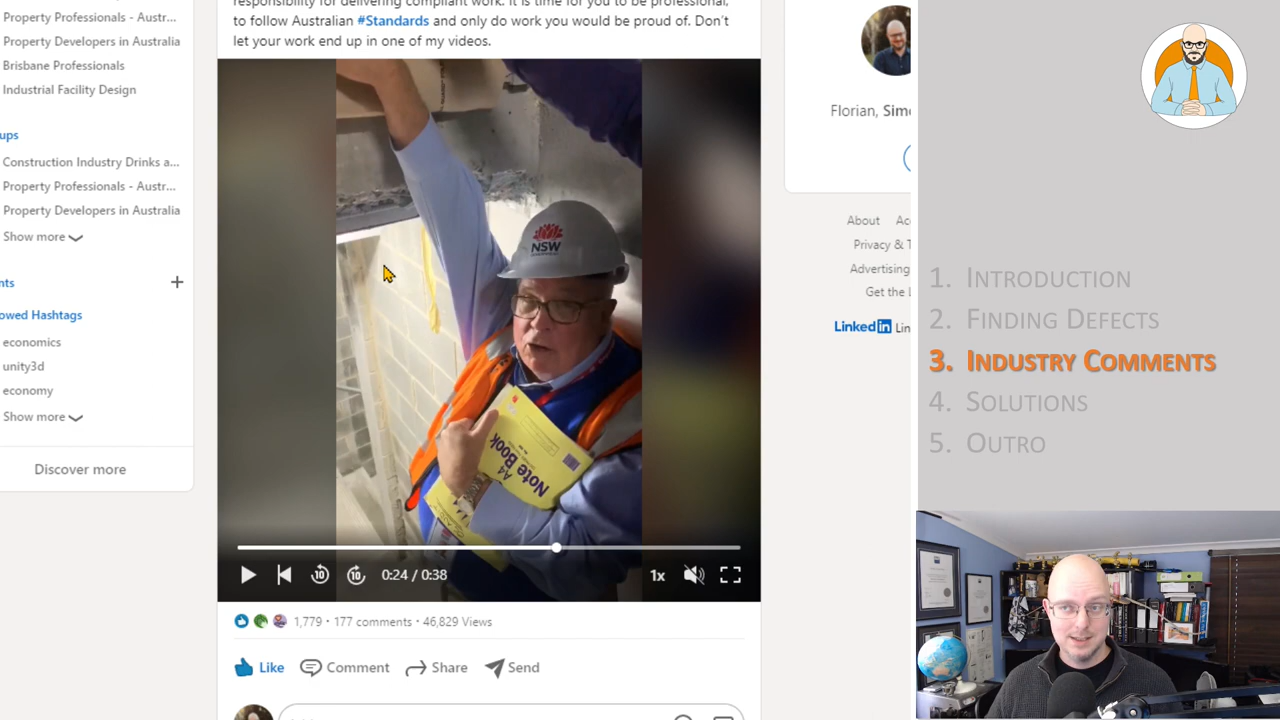 Property Professionals - Austr...
Property Developers in Australia
Brisbane Professionals
Industrial Facility Design
ups
Construction Industry Drinks a...
Property Professionals - Austr...
Property Developers in Australia
Show more
nts
owed Hashtags
economics
unity3d
economy
Show more
Discover more
responsibility for delivering compliant work. It is time for you to be professional,
to follow Australian #Standards and only do work you would be proud of. Don't
let your work end up in one of my videos.
NSW
A4
Note Book
10
10
0:24 / 0:38
1x
1,779 • 177 comments • 46,829 Views
Like
Comment
Share
Send
Florian, Sim
About
Ac
Privacy & T
Advertising
Get the L
LinkedIn Lin
1. INTRODUCTION
2. FINDING DEFECTS
3. INDUSTRY COMMENTS
4. SOLUTIONS
5. OUTRO